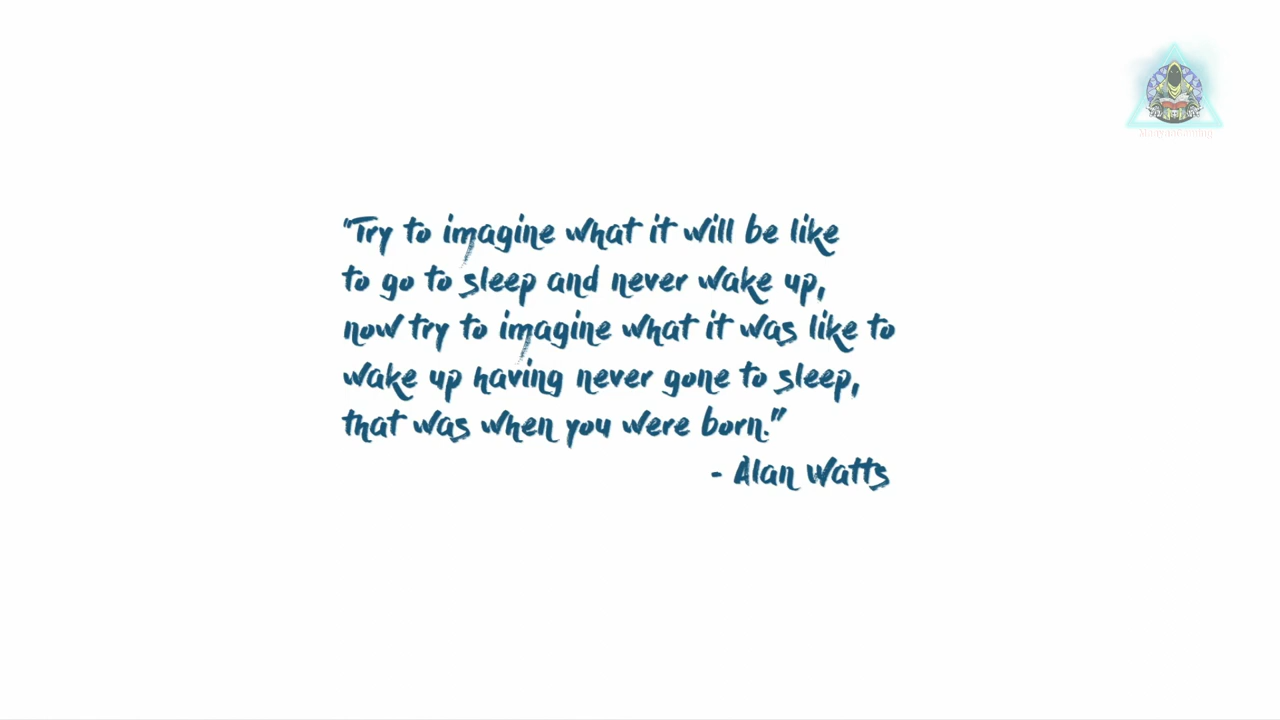 "Try to imagine what it will be like
to go to sleep and never wake up,
now try to imagine what it was like to
wake up having never gone to sleep,
that was when you were born."
- Alan Watts